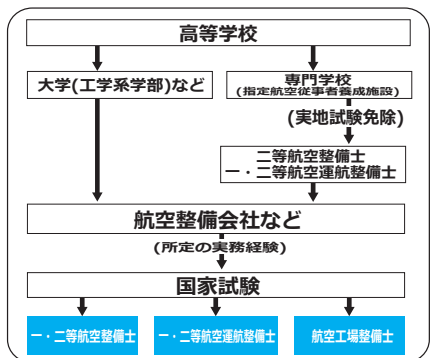 高等学校
大学(工学系学部)など
専門学校
(指定航空従事者養成施設)
(実地試験免除)
二等航空整備士
一・二等航空運航整備士
航空整備会社など
(所定の実務経験)
国家試験
一・二等航空整備士
一・二等航空運航整備士
航空工場整備士